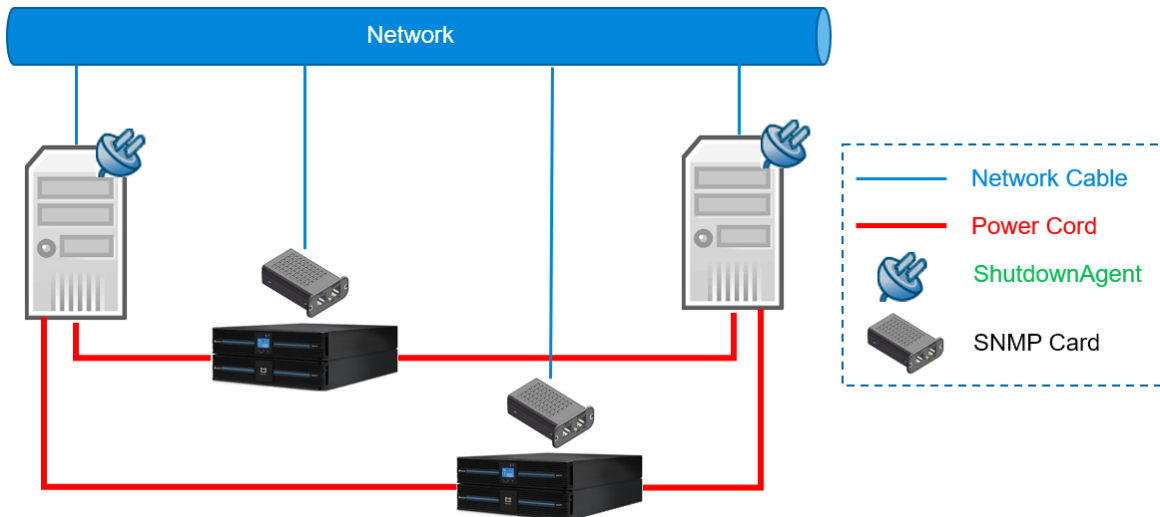 Network
Network Cable
Power Cord
ShutdownAgent
SNMP Card